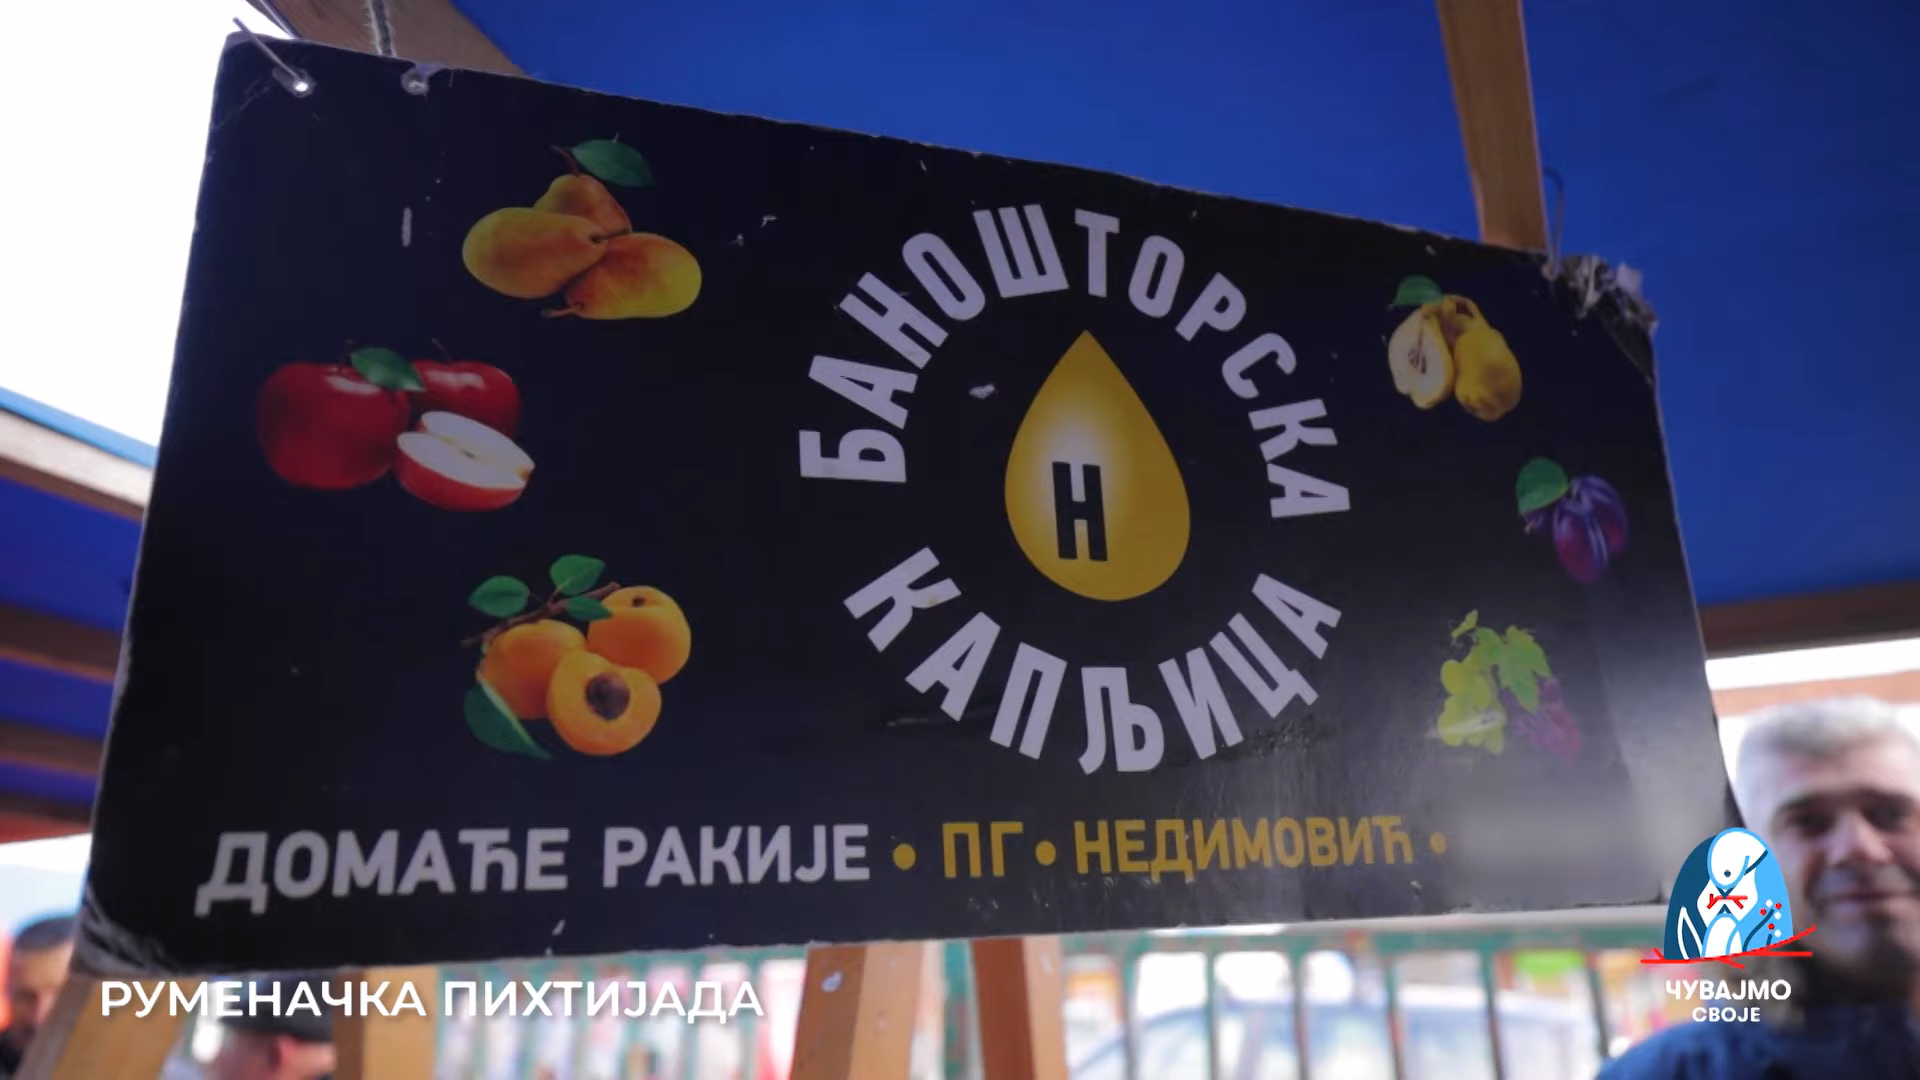 БАНОШТОРСКА
Н
КАПЉИЦА
ДОМАЋЕ РАКИЈЕ • ПГ • НЕДИМОВИЋ •
РУМЕНАЧКА ПИХТИЈАДА
ЧУВАЈМО
СВОЈЕ